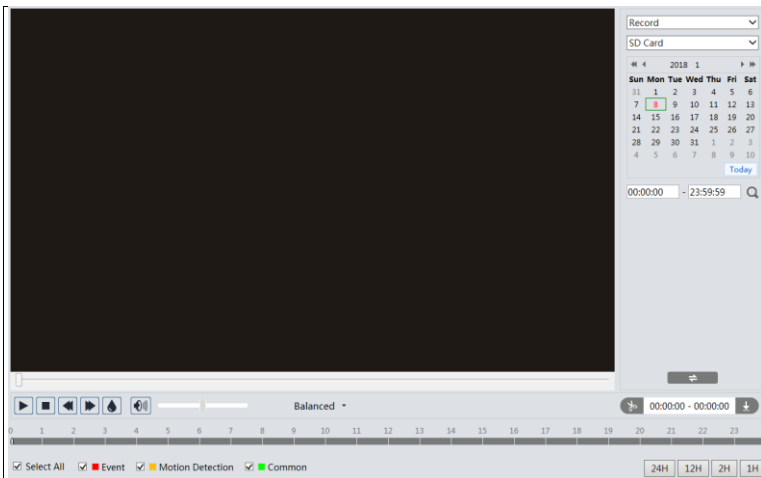 Record
SD Card
2018 1
Sun Mon Tue Wed Thu Fri Sat
31 1 2 3 4 5 6
7 8 9 10 11 12 13
14 15 16 17 18 19 20
21 22 23 24 25 26 27
28 29 30 31 1 2 3
4 5 6 7 8 9 10
Today
00:00:00 - 23:59:59
Balanced
00:00:00 - 00:00:00
0 1 2 3 4 5 6 7 8 9 10 11 12 13 14 15 16 17 18 19 20 21 22 23
Select All Event Motion Detection Common
24H 12H 2H 1H